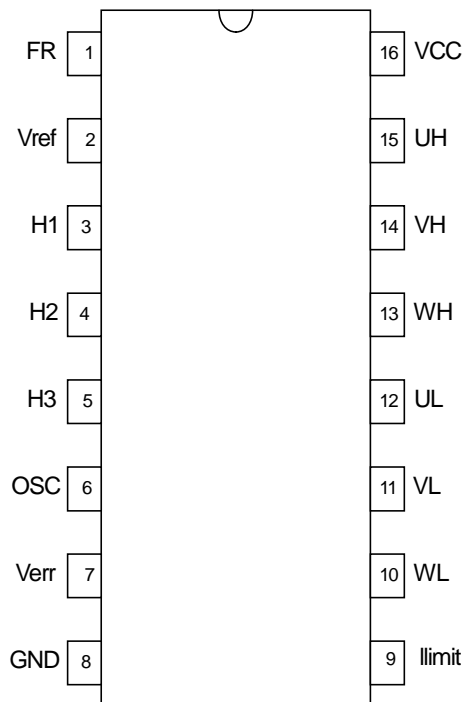 FR 1 16 VCC
Vref 2 15 UH
H1 3 14 VH
H2 4 13 WH
H3 5 12 UL
OSC 6 11 VL
Verr 7 10 WL
GND 8 9 Ilimit